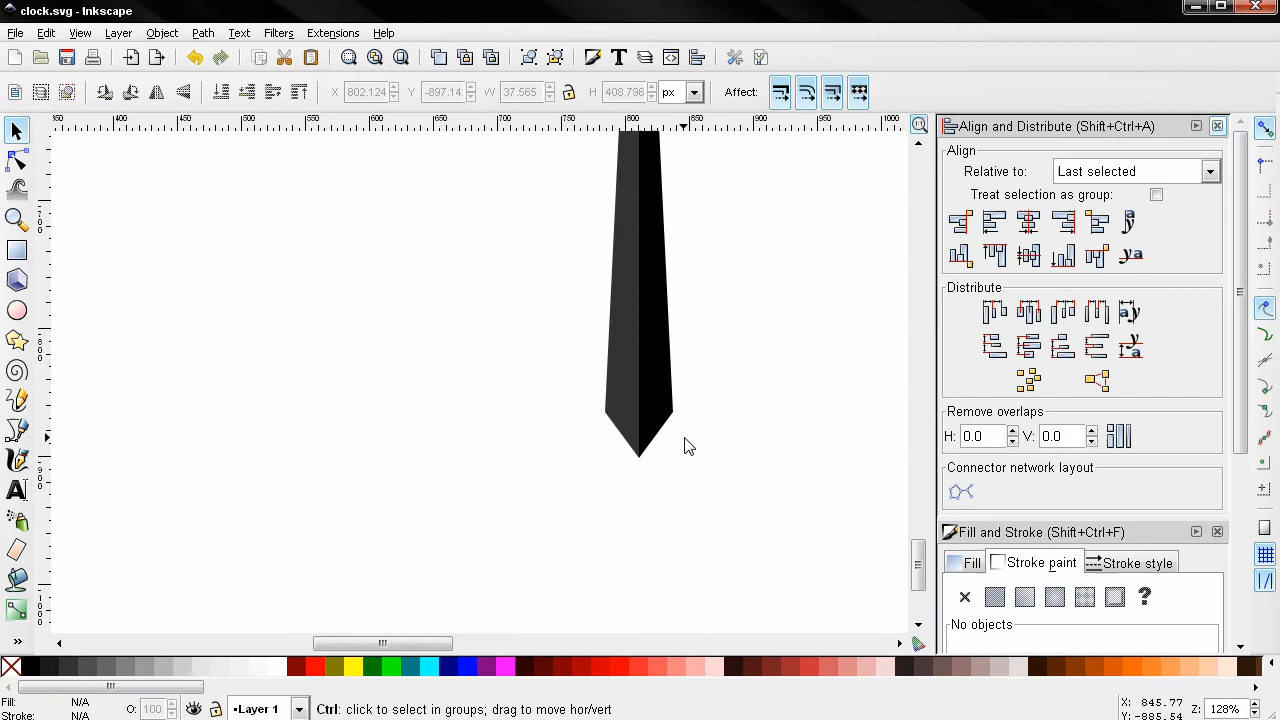 clock.svg - Inkscape
File Edit View Layer Object Path Text Filters Extensions Help
X 802.124 Y -897.14 W 37.565 H 408.796 px Affect:
Align and Distribute (Shift+Ctrl+A)
Align
Relative to: Last selected
Treat selection as group:
Distribute
Remove overlaps
H: 0.0 V: 0.0
Connector network layout
Fill and Stroke (Shift+Ctrl+F)
Fill Stroke paint Stroke style
No objects
Fill: N/A
Stroke: N/A
O: 100
•Layer 1
Ctrl: click to select in groups; drag to move hor/vert
X: 845.77
Z: 128%